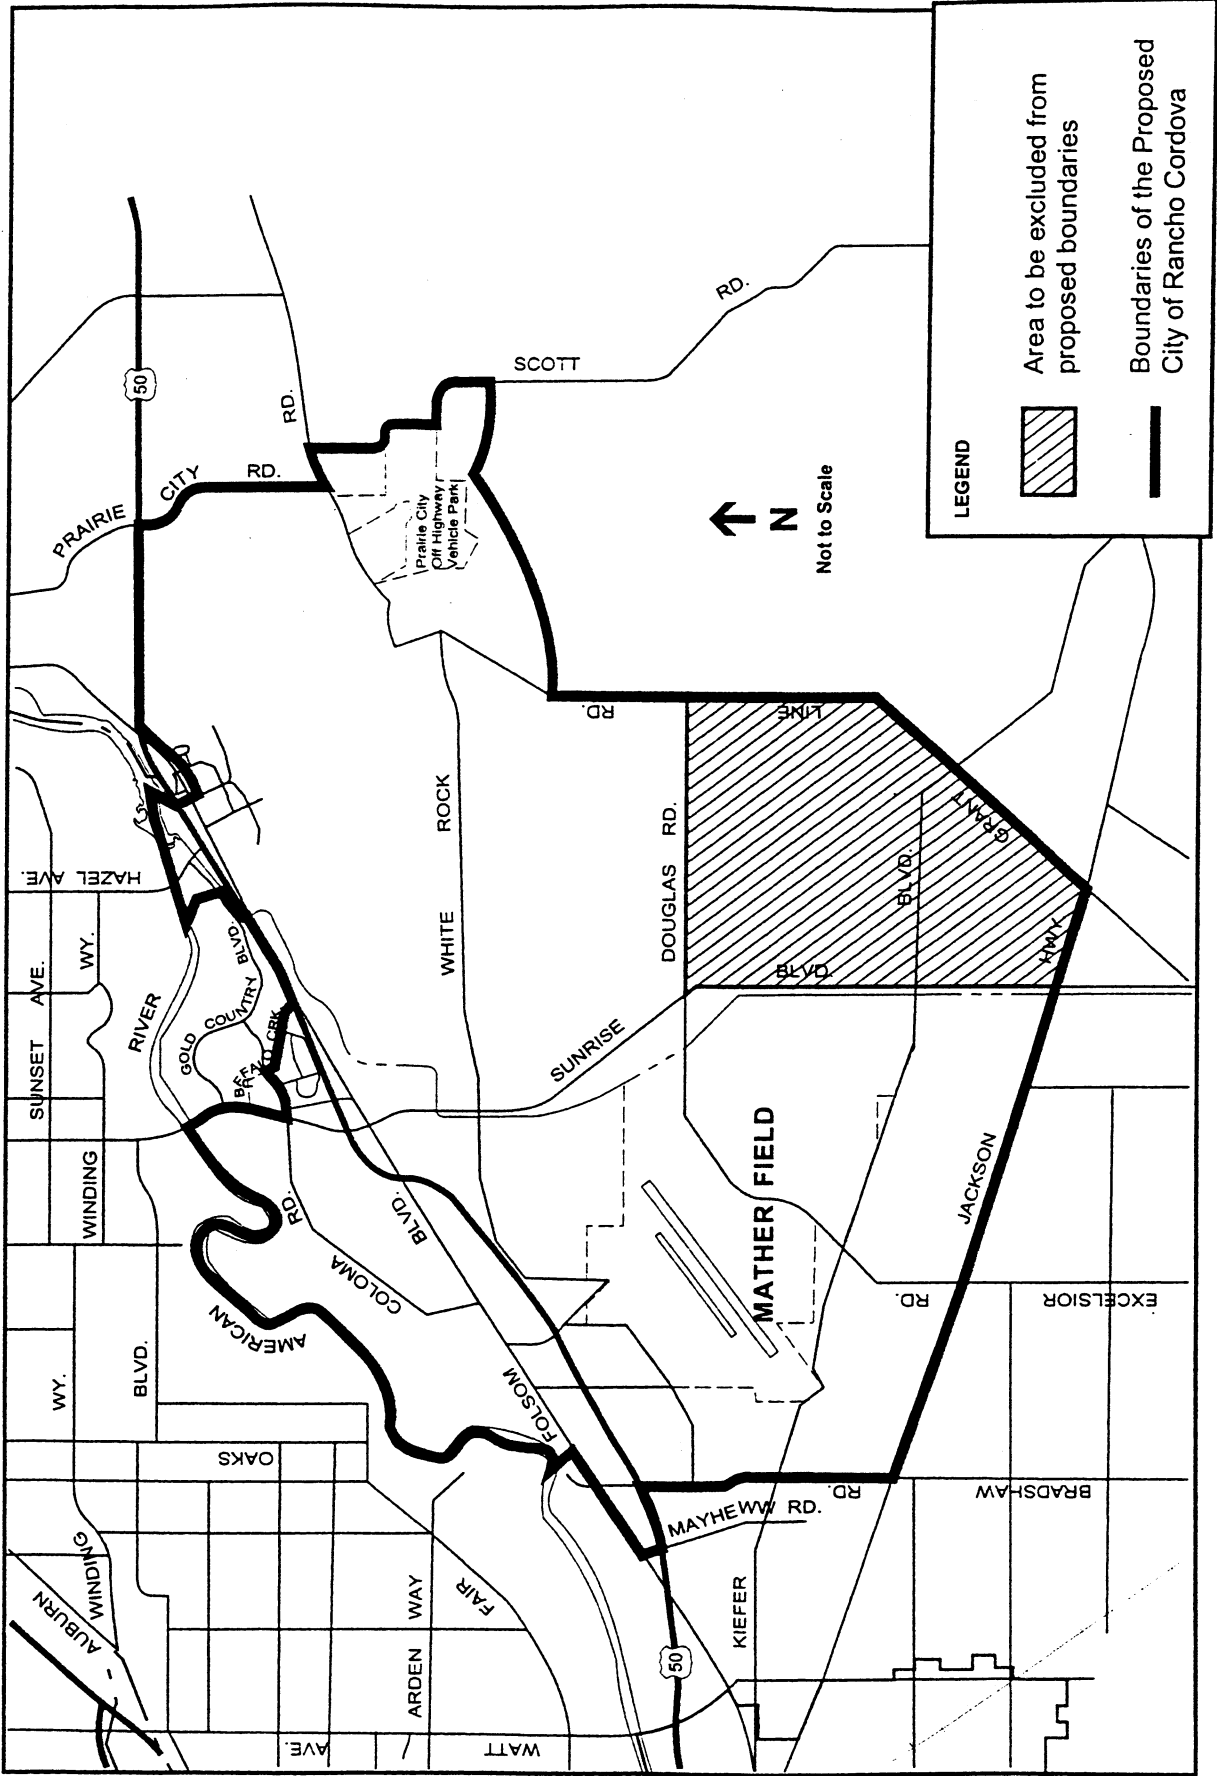 PRAIRIE
CITY
RD.
50
RD.
SCOTT
RD.
Prairie City
Off Highway
Vehicle Park
N
Not to Scale
HAZEL AVE.
SUNSET AVE.
WINDING
WY.
RIVER
GOLD
COUNTRY
BLVD.
BUFFALO CRK
WHITE
ROCK
RD.
DOUGLAS RD.
LINE
GRANT
BLVD.
BLVD.
HWY
SUNRISE
MATHER FIELD
JACKSON
EXCELSIOR
RD.
COLOMA
RD.
FOLSOM
BLVD.
AMERICAN
WINDING
WY.
BLVD.
OAKS
FAIR
AUBURN
ARDEN WAY
WATT
AVE.
MAYHEWW RD.
BRADSHAW
RD.
KIEFER
50
LEGEND
Area to be excluded from
proposed boundaries
Boundaries of the Proposed
City of Rancho Cordova